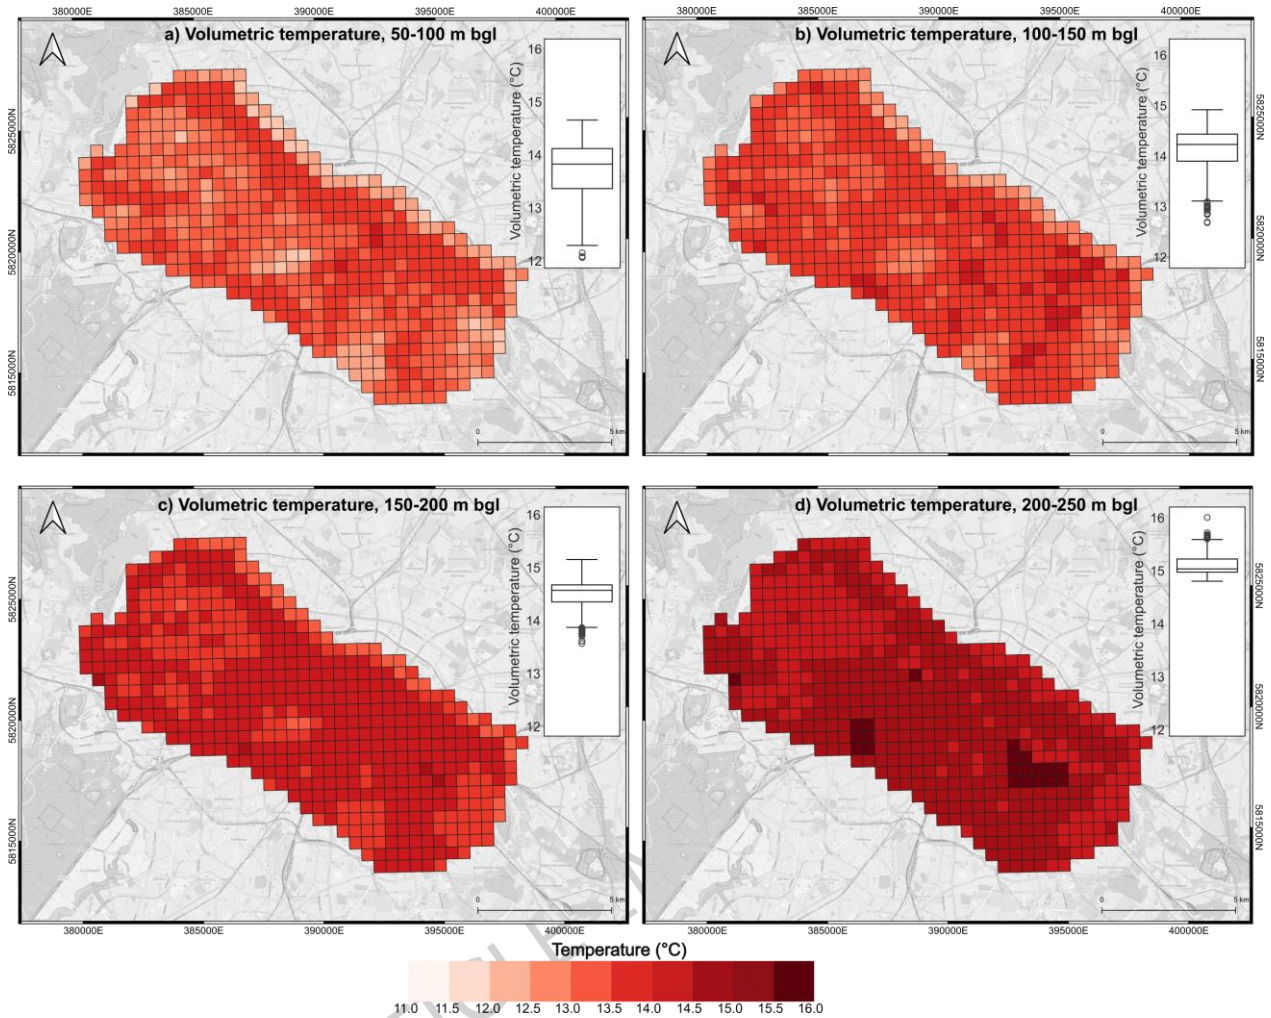 380000E 385000E 390000E 395000E 400000E
380000E 385000E 390000E 395000E 400000E
a) Volumetric temperature, 50-100 m bgl
Volumetric temperature (°C)
16
15
14
13
12
5825000N
5820000N
5815000N
0 5 km
b) Volumetric temperature, 100-150 m bgl
Volumetric temperature (°C)
16
15
14
13
12
5825000N
5820000N
5815000N
0 5 km
c) Volumetric temperature, 150-200 m bgl
Volumetric temperature (°C)
16
15
14
13
12
5825000N
5820000N
5815000N
0 5 km
d) Volumetric temperature, 200-250 m bgl
Volumetric temperature (°C)
16
15
14
13
12
5825000N
5820000N
5815000N
0 5 km
380000E 385000E 390000E 395000E 400000E
380000E 385000E 390000E 395000E 400000E
Temperature (°C)
11.0 11.5 12.0 12.5 13.0 13.5 14.0 14.5 15.0 15.5 16.0